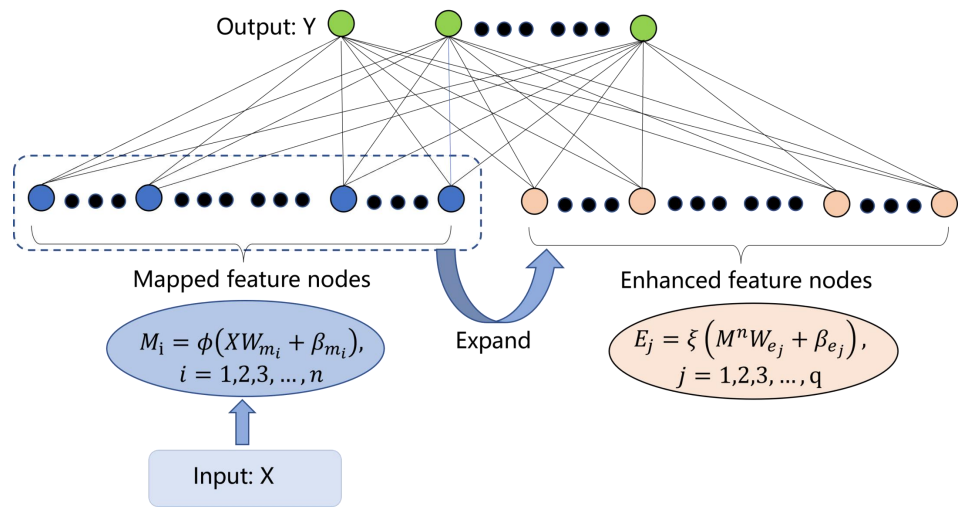 Output: Y
Mapped feature nodes
Enhanced feature nodes
Expand
M_i = ϕ(XW_{m_i} + β_{m_i}),
i = 1,2,3, …, n
E_j = ξ (M^n W_{e_j} + β_{e_j}),
j = 1,2,3, …, q
Input: X